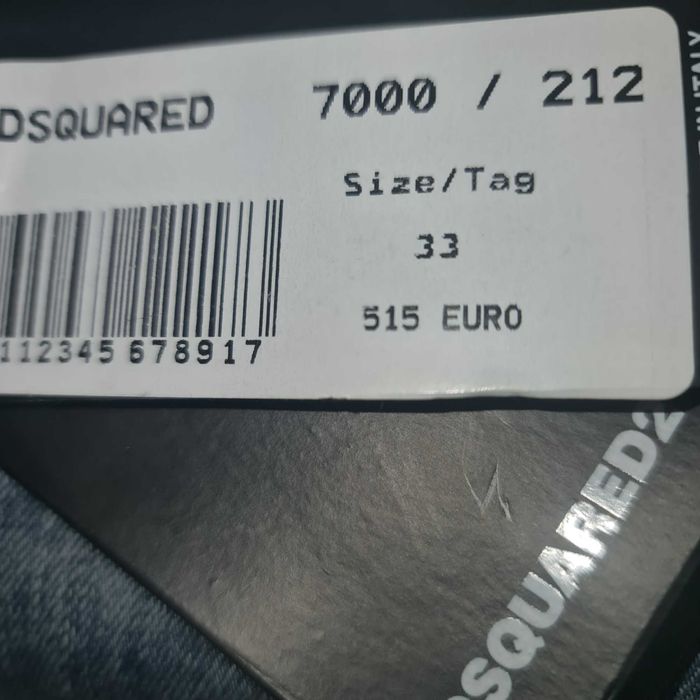 DSQUARED
7000 / 212
Size/Tag
33
515 EURO
112345 678917
DSQUARED2